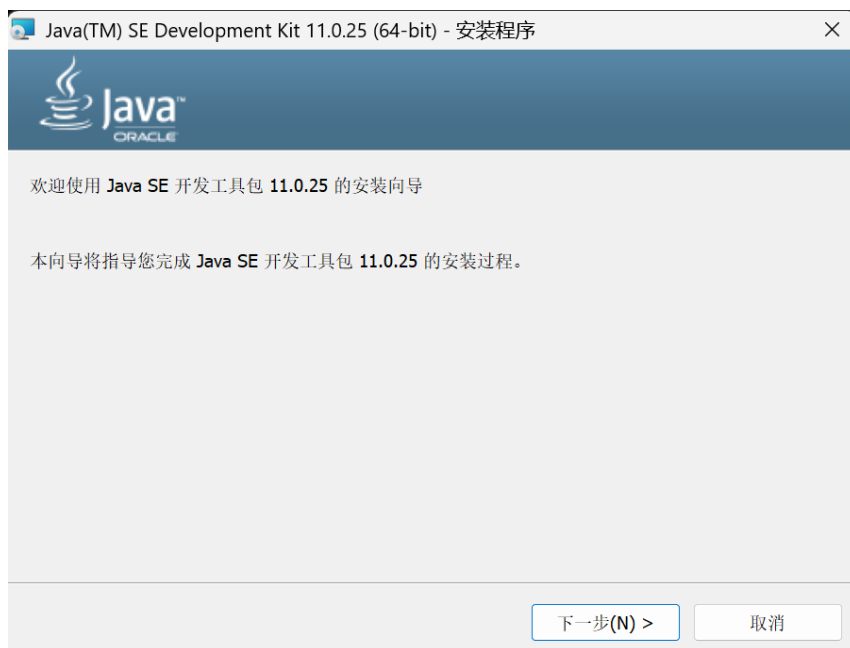 Java(TM) SE Development Kit 11.0.25 (64-bit) - 安装程序
Java™
ORACLE
欢迎使用 Java SE 开发工具包 11.0.25 的安装向导
本向导将指导您完成 Java SE 开发工具包 11.0.25 的安装过程。
下一步(N) > 取消